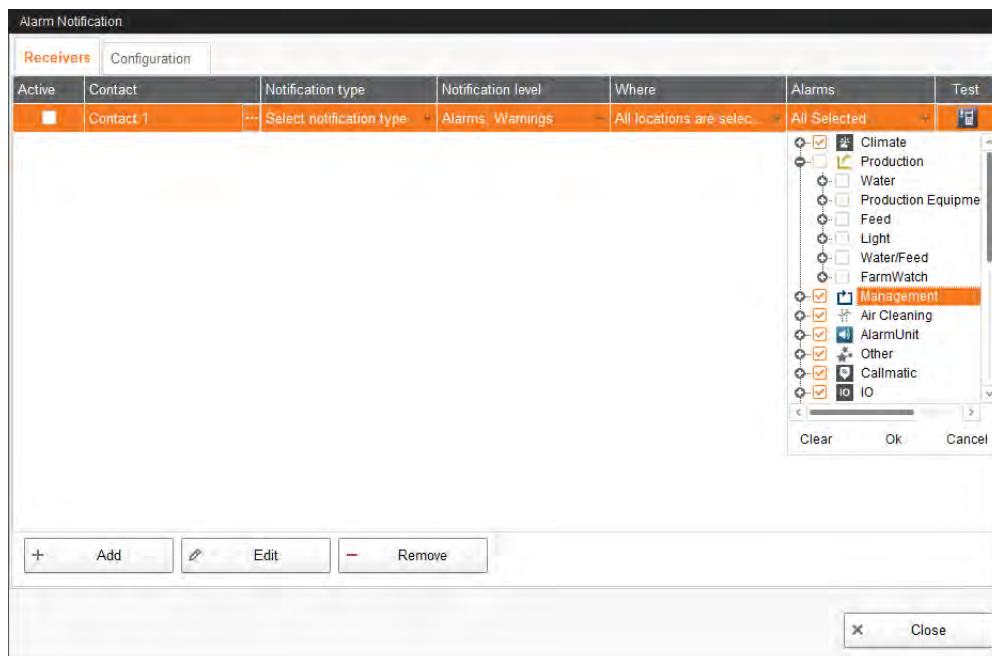 Alarm Notification
Receivers Configuration
Active Contact Notification type Notification level Where Alarms Test
Contact 1 ... Select notification type Alarms, Warnings All locations are selec... All Selected
Climate
Production
Water
Production Equipme
Feed
Light
Water/Feed
FarmWatch
Management
Air Cleaning
AlarmUnit
Other
Callmatic
IO IO
Clear Ok Cancel
+ Add Edit − Remove
× Close